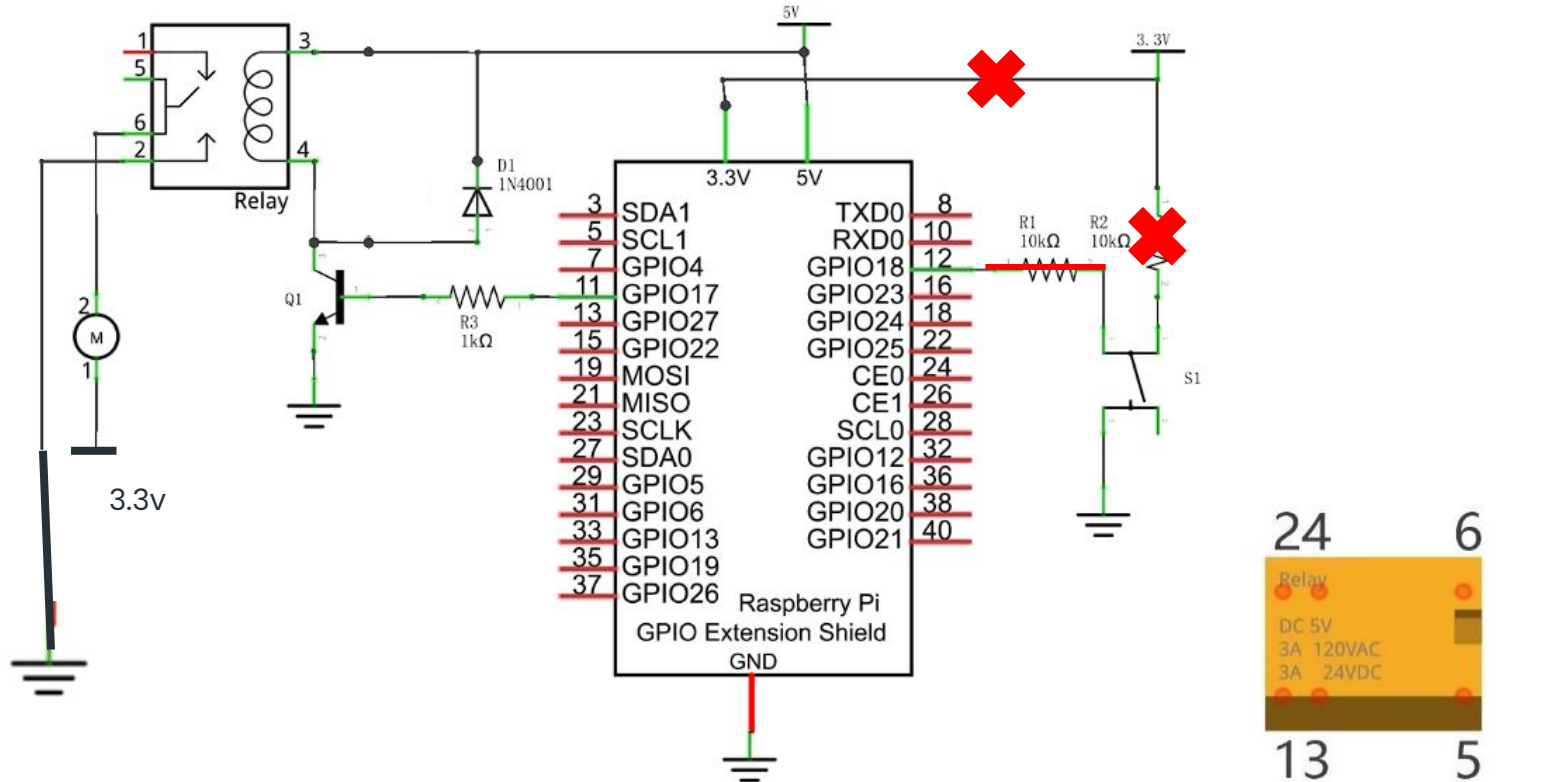 5V
3.3V
1
5
6
2
3
4
Relay
D1
1N4001
3.3V 5V
3 SDA1
5 SCL1
7 GPIO4
11 GPIO17
13 GPIO27
15 GPIO22
19 MOSI
21 MISO
23 SCLK
27 SDA0
29 GPIO5
31 GPIO6
33 GPIO13
35 GPIO19
37 GPIO26
TXD0 8
RXD0 10
GPIO18 12
GPIO23 16
GPIO24 18
GPIO25 22
CE0 24
CE1 26
SCL0 28
GPIO12 32
GPIO16 36
GPIO20 38
GPIO21 40
Raspberry Pi
GPIO Extension Shield
GND
R1
10kΩ
R2
10kΩ
Q1
R3
1kΩ
2
M
1
3.3v
S1
24 6
Relay
DC 5V
3A 120VAC
3A 24VDC
13 5